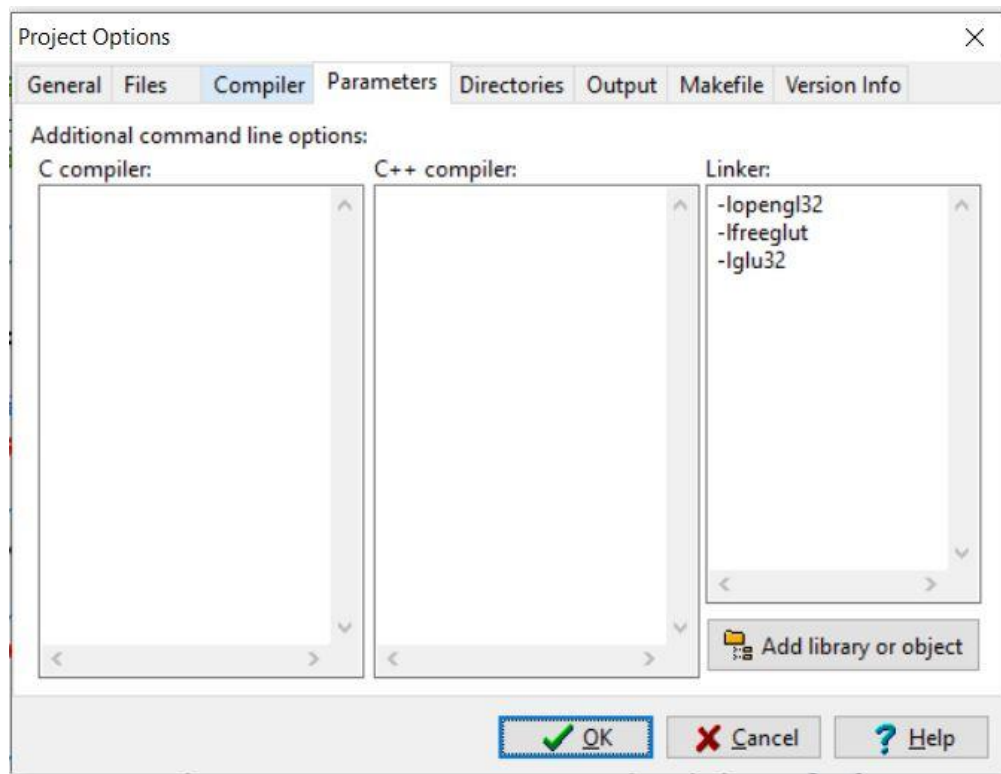 Project Options
General Files Compiler Parameters Directories Output Makefile Version Info
Additional command line options:
C compiler: C++ compiler: Linker:
-lopengl32
-lfreeglut
-lglu32
Add library or object
OK Cancel Help